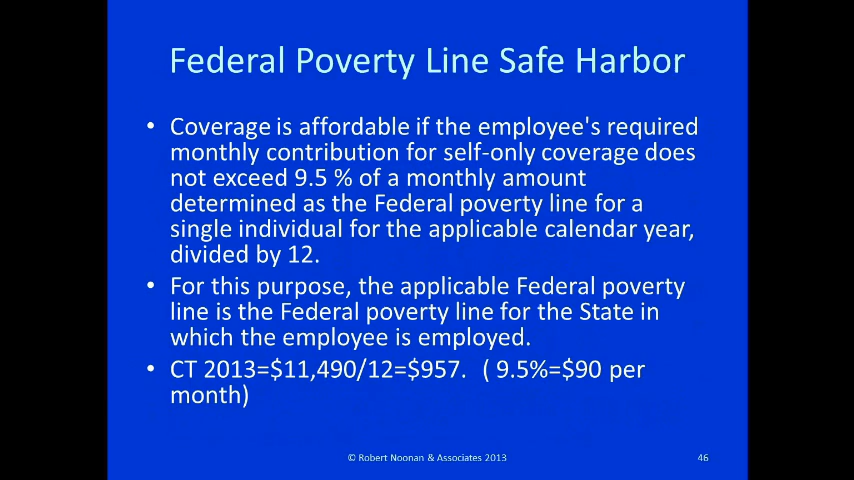 Federal Poverty Line Safe Harbor
• Coverage is affordable if the employee's required
monthly contribution for self-only coverage does
not exceed 9.5 % of a monthly amount
determined as the Federal poverty line for a
single individual for the applicable calendar year,
divided by 12.
• For this purpose, the applicable Federal poverty
line is the Federal poverty line for the State in
which the employee is employed.
• CT 2013=$11,490/12=$957. ( 9.5%=$90 per
month)
© Robert Noonan & Associates 2013
46